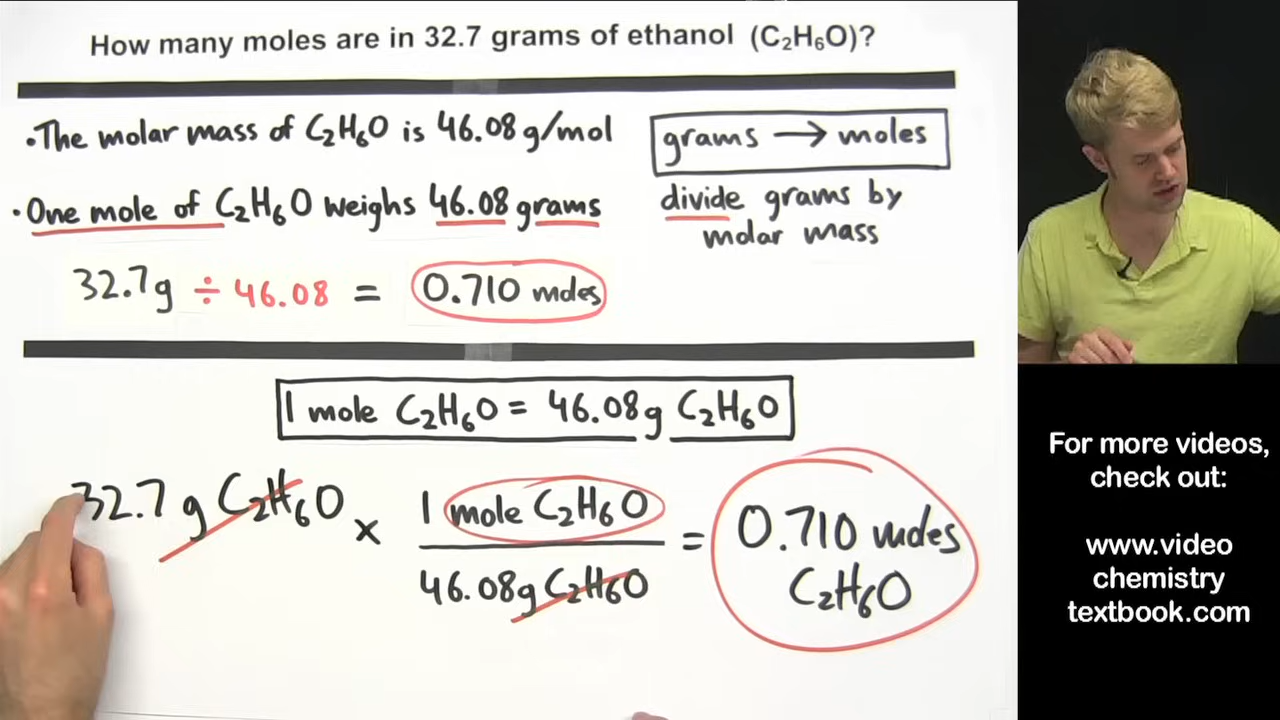 How many moles are in 32.7 grams of ethanol (C₂H₆O)?
•The molar mass of C₂H₆O is 46.08 g/mol
•One mole of C₂H₆O weighs 46.08 grams
32.7g ÷ 46.08 = 0.710 moles
grams → moles
divide grams by
molar mass
1 mole C₂H₆O = 46.08g C₂H₆O
32.7 g C₂H₆O x 1 mole C₂H₆O / 46.08g C₂H₆O = 0.710 moles C₂H₆O
For more videos,
check out:
www.video
chemistry
textbook.com